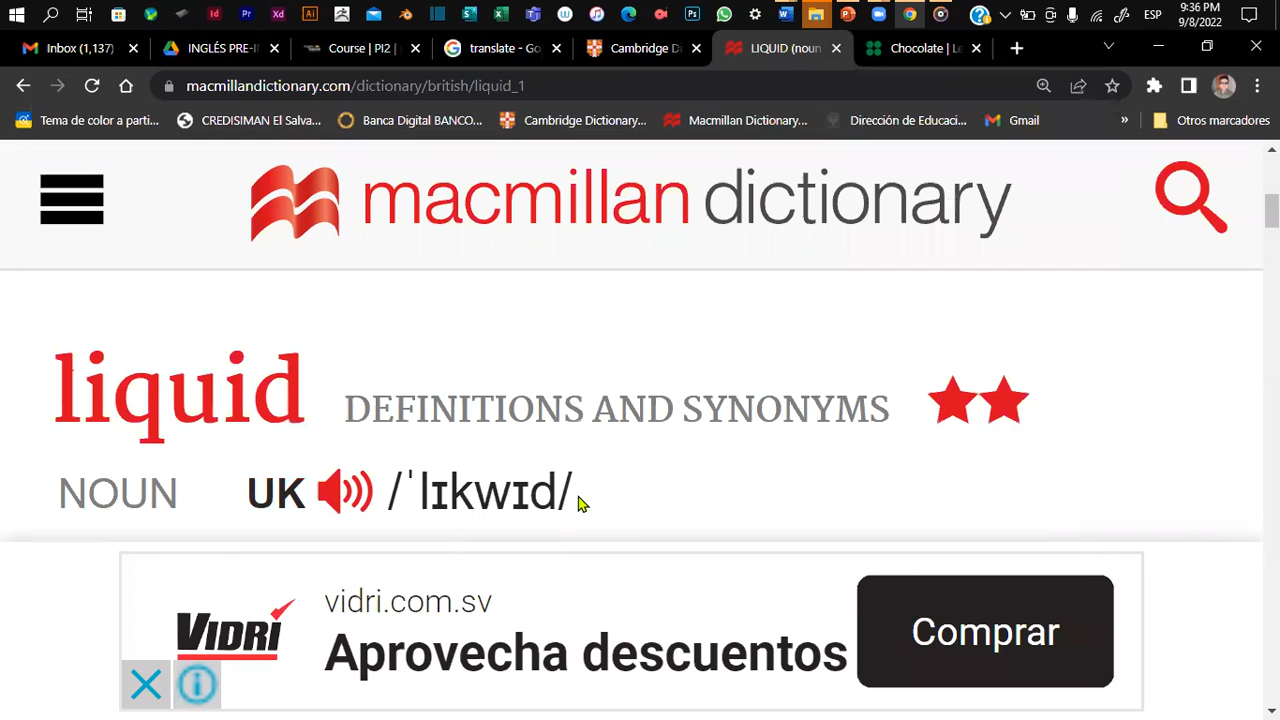 9:36 PM
ESP
9/8/2022
Inbox (1,137)
INGLÉS PRE-I
Course | PI2 |
translate - Go
Cambridge Di
LIQUID (noun
Chocolate | Le
macmillandictionary.com/dictionary/british/liquid_1
Tema de color a parti...
CREDISIMAN El Salva...
Banca Digital BANCO...
Cambridge Dictionary...
Macmillan Dictionary...
Dirección de Educaci...
Gmail
»
Otros marcadores
macmillan dictionary
liquid DEFINITIONS AND SYNONYMS
NOUN UK /ˈlɪkwɪd/
VIDRÍ
vidri.com.sv
Aprovecha descuentos
Comprar